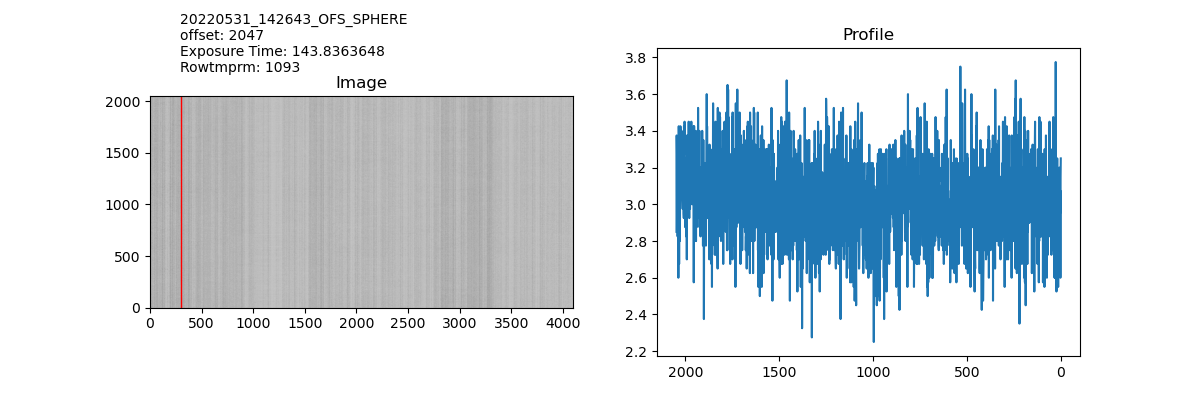 20220531_142643_OFS_SPHERE
offset: 2047
Exposure Time: 143.8363648
Rowtmprm: 1093
Image
2000
1500
1000
500
0
0 500 1000 1500 2000 2500 3000 3500 4000
Profile
3.8
3.6
3.4
3.2
3.0
2.8
2.6
2.4
2.2
2000 1500 1000 500 0